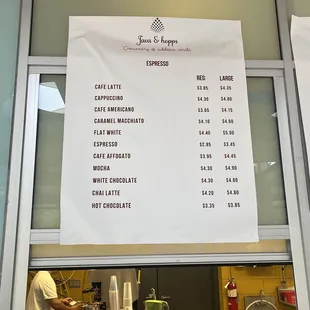 Java & hopps
ESPRESSO
REG LARGE
CAFE LATTE $3.85 $4.35
CAPPUCCINO $4.30 $4.80
CAFE AMERICANO $3.65 $4.15
CARAMEL MACCHIATO $4.10 $4.60
FLAT WHITE $4.40 $5.00
ESPRESSO $2.85 $3.45
CAFE AFFOGATO $3.95 $4.45
MOCHA $4.30 $4.90
WHITE CHOCOLATE $4.30 $4.80
CHAI LATTE $4.20 $4.80
HOT CHOCOLATE $3.35 $3.85